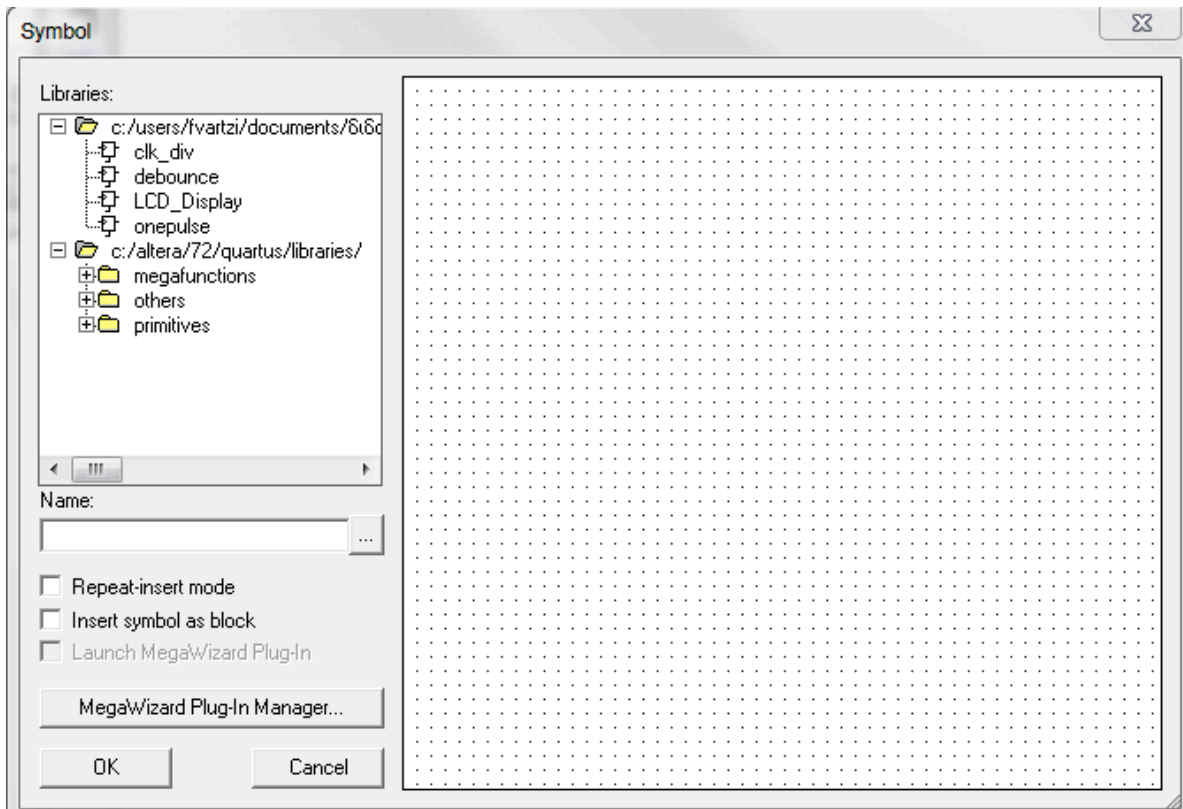 Symbol
Libraries:
c:/users/fvartzi/documents/διδα
clk_div
debounce
LCD_Display
onepulse
c:/altera/72/quartus/libraries/
megafunctions
others
primitives
Name:
...
Repeat-insert mode
Insert symbol as block
Launch MegaWizard Plug-In
MegaWizard Plug-In Manager...
OK
Cancel